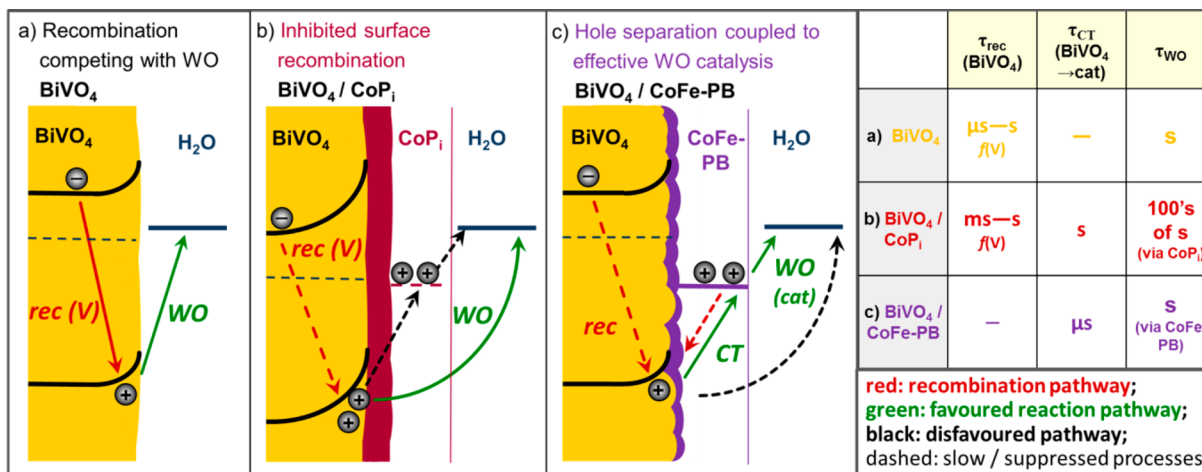 a) Recombination
competing with WO
BiVO₄
BiVO₄
H₂O
rec (V)
WO
b) Inhibited surface
recombination
BiVO₄ / CoPᵢ
BiVO₄
CoPᵢ
H₂O
rec (V)
WO
c) Hole separation coupled to
effective WO catalysis
BiVO₄ / CoFe-PB
BiVO₄
CoFe-
PB
H₂O
rec
WO
(cat)
CT
τrec
(BiVO₄)
τCT
(BiVO₄
→cat)
τWO
a) BiVO₄
μs—s
f(V)
—
s
b) BiVO₄ /
CoPᵢ
ms—s
f(V)
s
100's
of s
(via CoPᵢ)
c) BiVO₄ /
CoFe-PB
–
μs
s
(via CoFe
PB)
red: recombination pathway;
green: favoured reaction pathway;
black: disfavoured pathway;
dashed: slow / suppressed processes